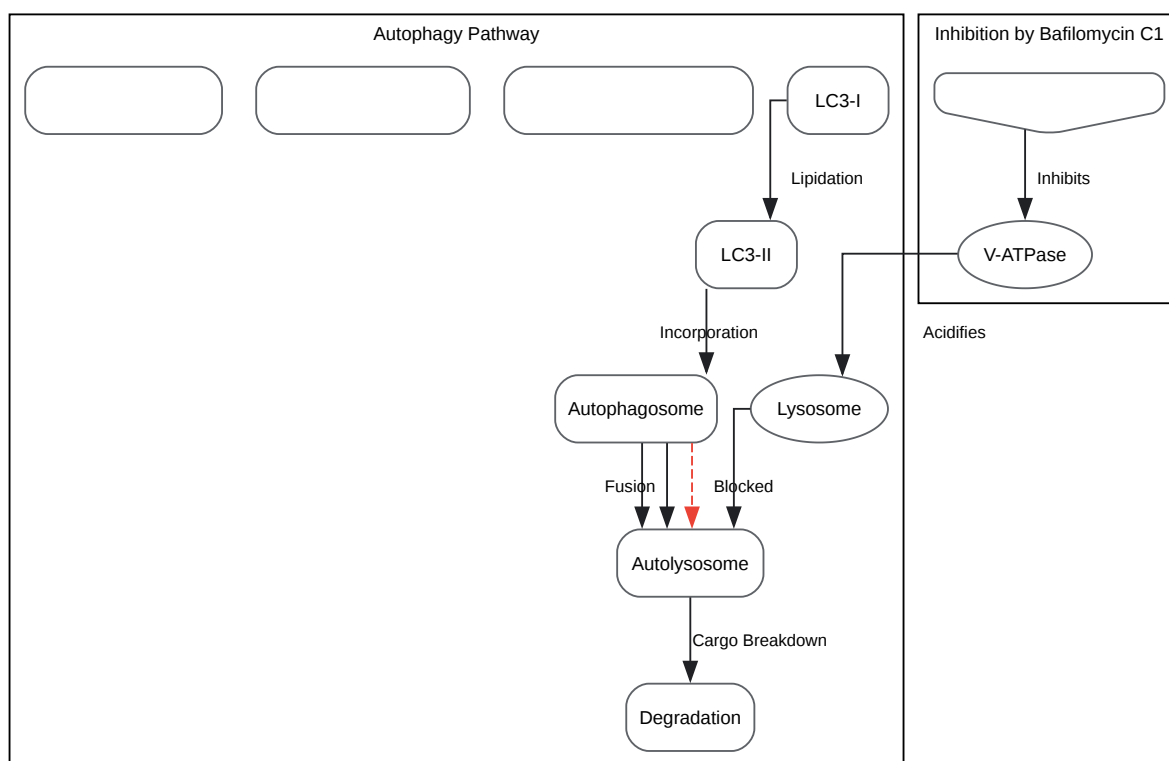 Autophagy Pathway
Inhibition by Bafilomycin C1
LC3-I
Lipidation
Inhibits
LC3-II
V-ATPase
Incorporation
Acidifies
Autophagosome
Lysosome
Fusion
Blocked
Autolysosome
Cargo Breakdown
Degradation